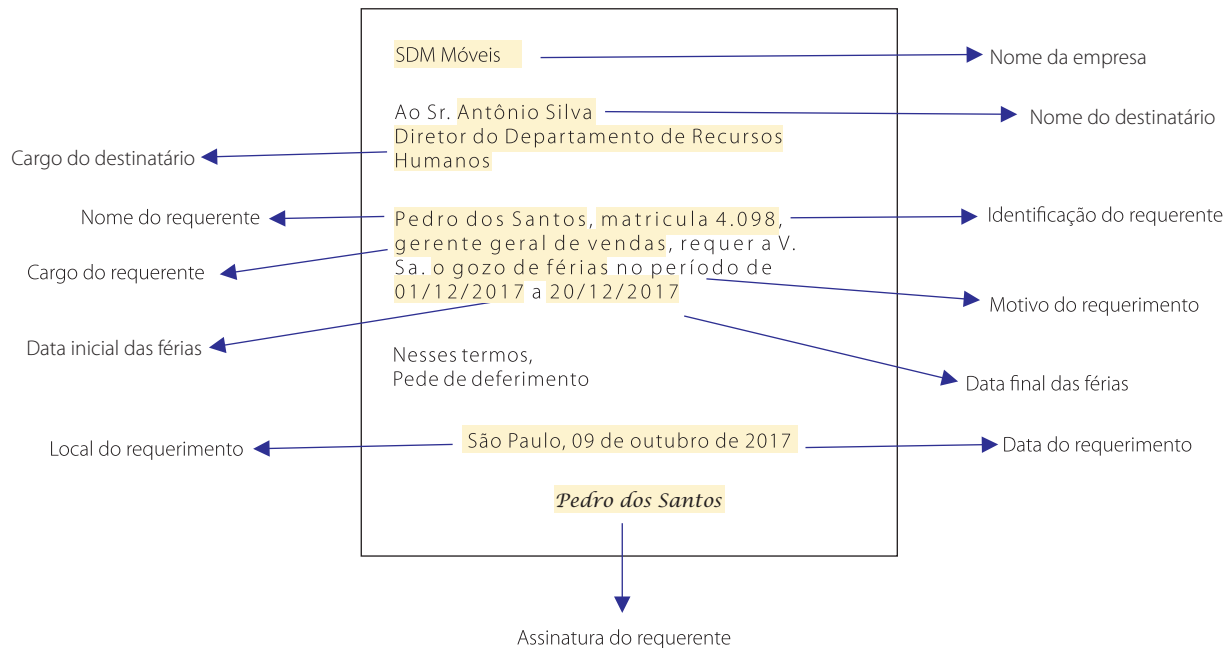 SDM Móveis
Nome da empresa
Ao Sr. Antônio Silva
Nome do destinatário
Diretor do Departamento de Recursos
Humanos
Cargo do destinatário
Nome do requerente
Pedro dos Santos, matricula 4.098,
Identificação do requerente
gerente geral de vendas, requer a V.
Cargo do requerente
Sa. o gozo de férias no período de
01/12/2017 a 20/12/2017
Motivo do requerimento
Data inicial das férias
Nesses termos,
Pede de deferimento
Data final das férias
Local do requerimento
São Paulo, 09 de outubro de 2017
Data do requerimento
Pedro dos Santos
Assinatura do requerente